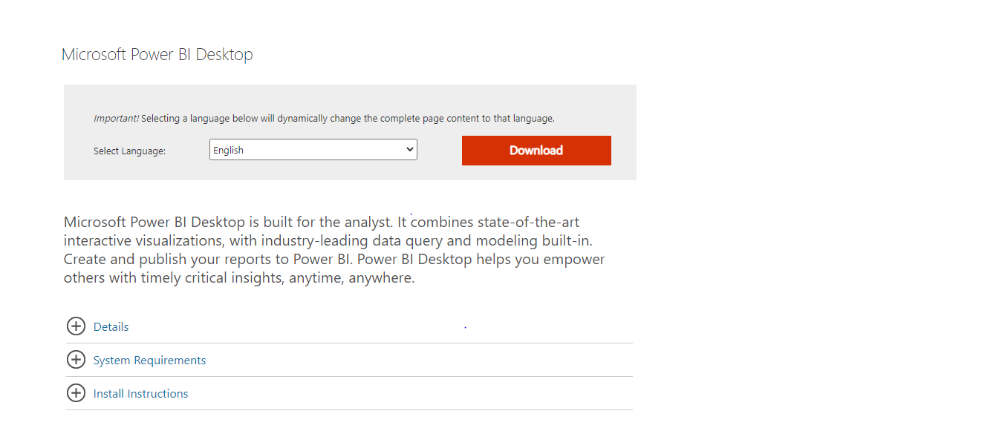 Microsoft Power BI Desktop
Important! Selecting a language below will dynamically change the complete page content to that language.
Select Language:
English
Download
Microsoft Power BI Desktop is built for the analyst. It combines state-of-the-art
interactive visualizations, with industry-leading data query and modeling built-in.
Create and publish your reports to Power BI. Power BI Desktop helps you empower
others with timely critical insights, anytime, anywhere.
Details
System Requirements
Install Instructions